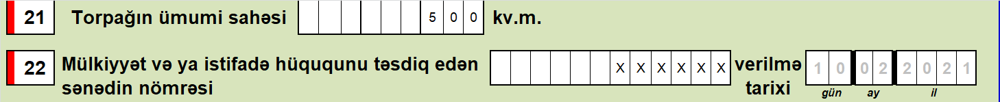 21 Torpağın ümumi sahəsi 500 kv.m.
22 Mülkiyyət və ya istifadə hüququnu təsdiq edən sənədin nömrəsi XXXXXX verilmə tarixi 10 02 2021
gün ay il